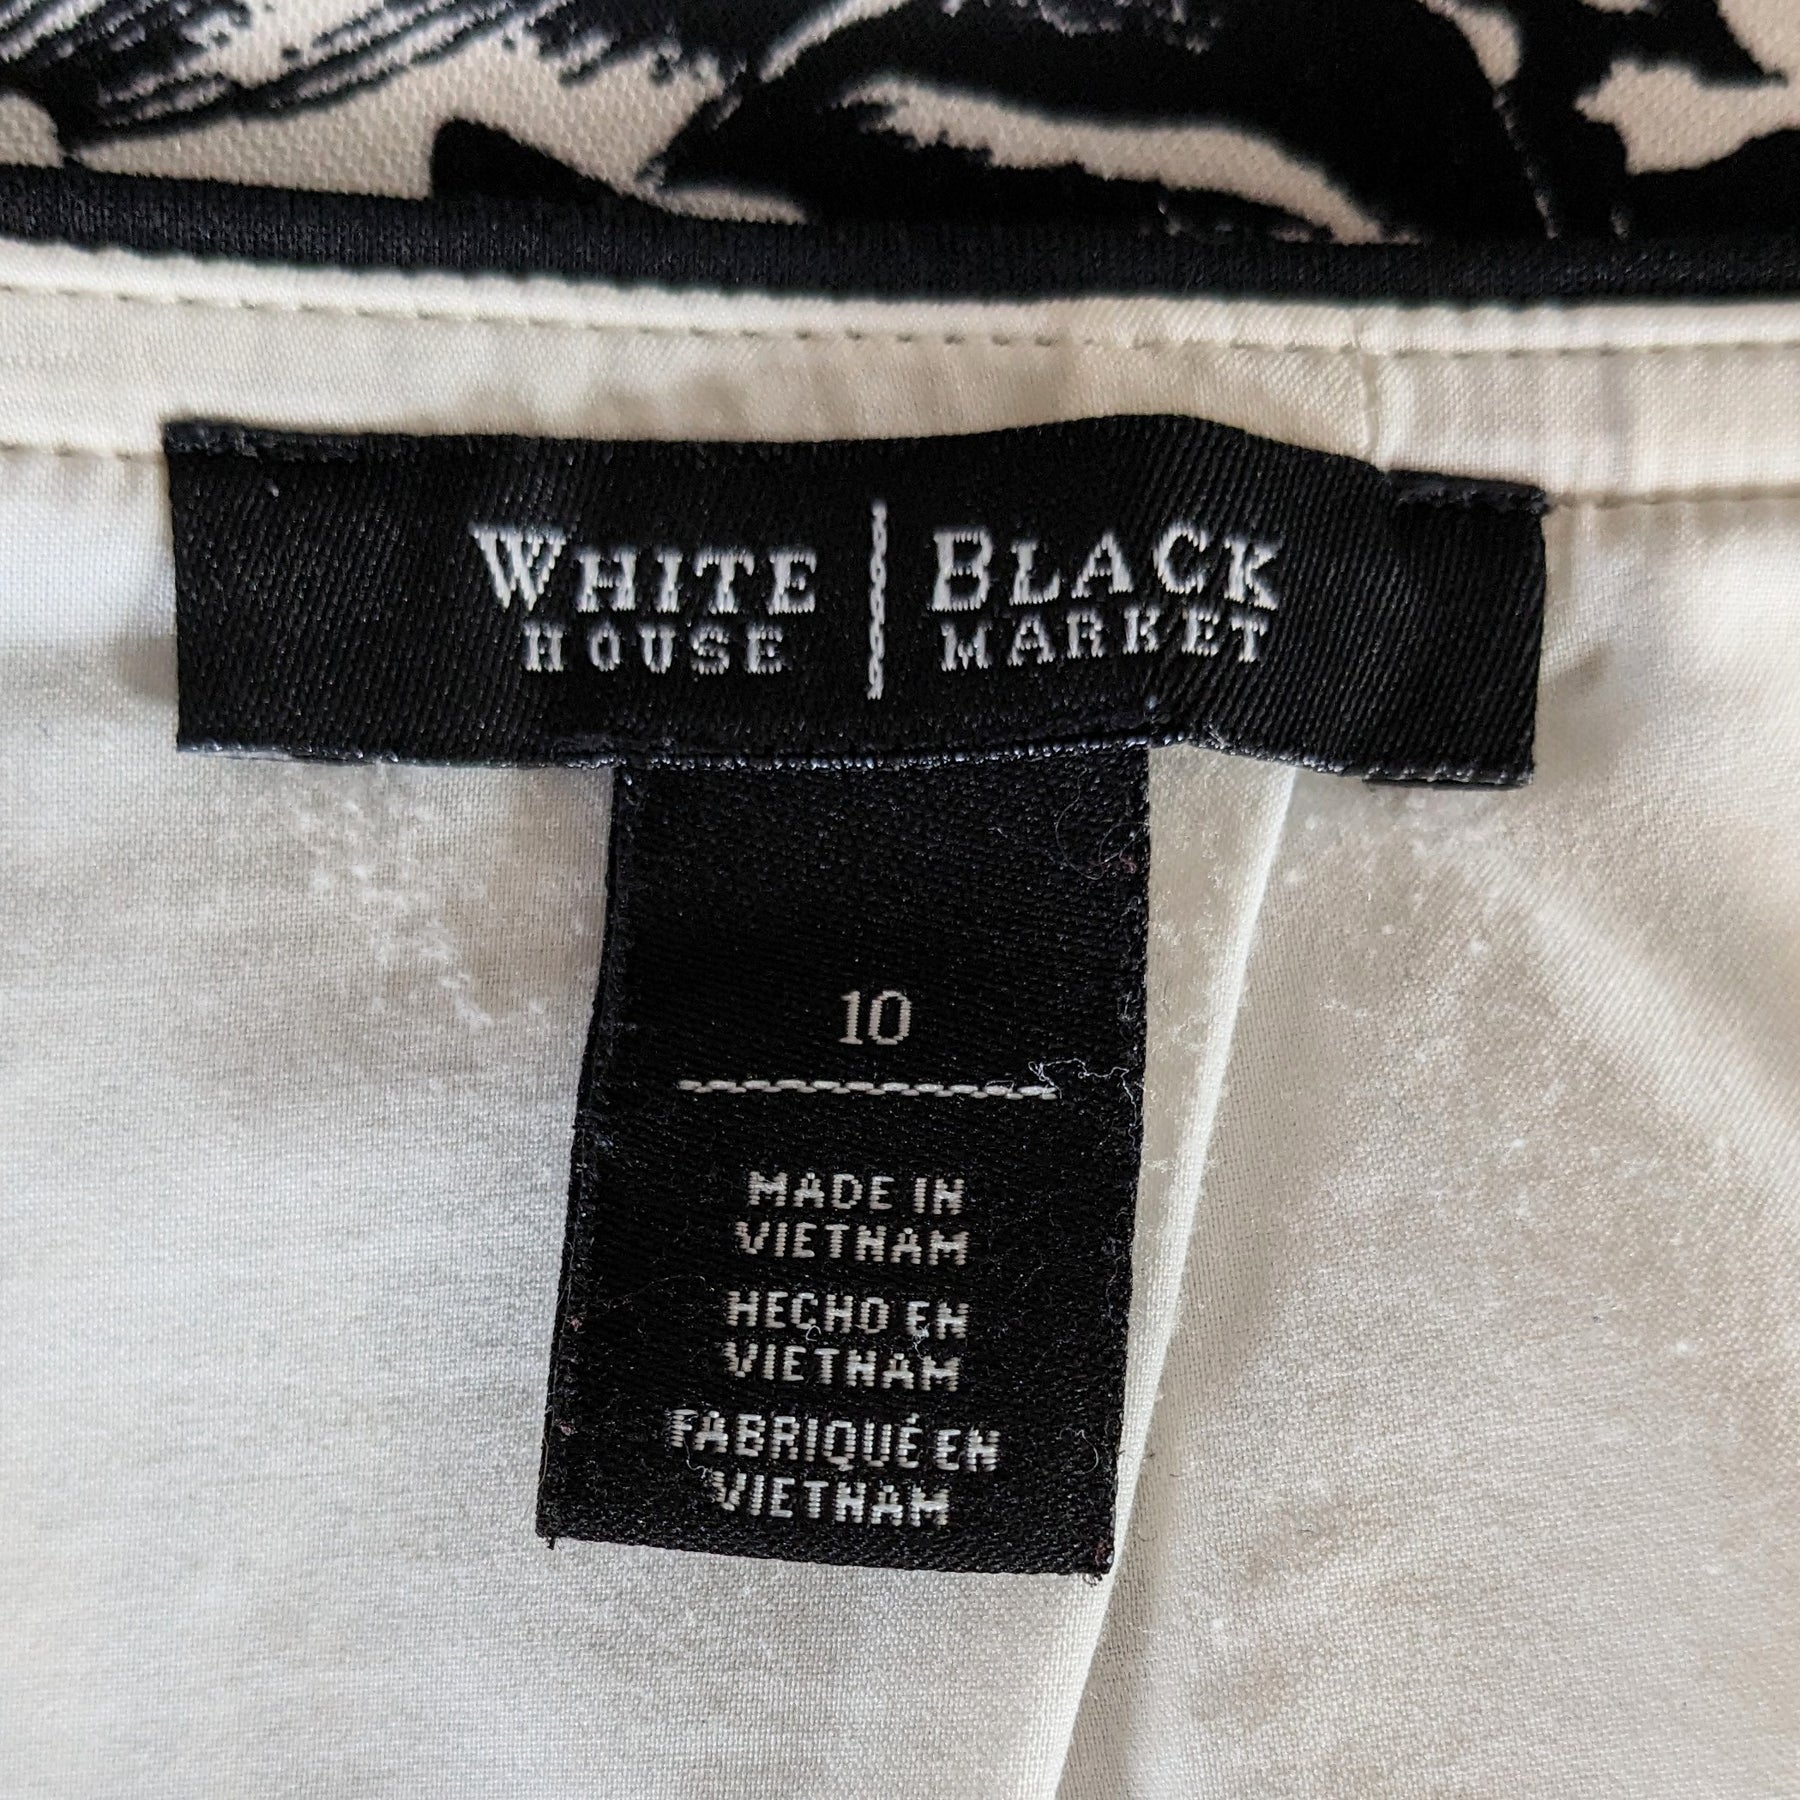 WHITE | BLACK
HOUSE | MARKET
10
MADE IN
VIETNAM
HECHO EN
VIETNAM
FABRIQUÉ EN
VIETNAM